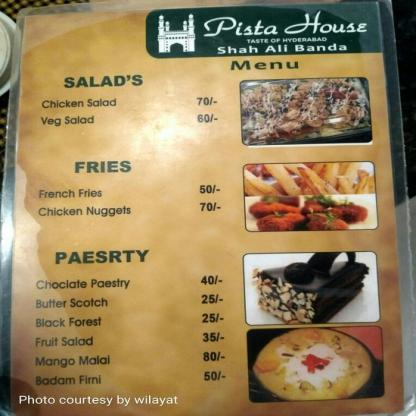 Pista House
TASTE OF HYDERABAD
Shah Ali Banda
Menu
SALAD'S
Chicken Salad 70/-
Veg Salad 60/-
FRIES
French Fries 50/-
Chicken Nuggets 70/-
PAESRTY
Choclate Paestry 40/-
Butter Scotch 25/-
Black Forest 25/-
Fruit Salad 35/-
Mango Malai 80/-
Badam Firni 50/-
Photo courtesy by wilayat